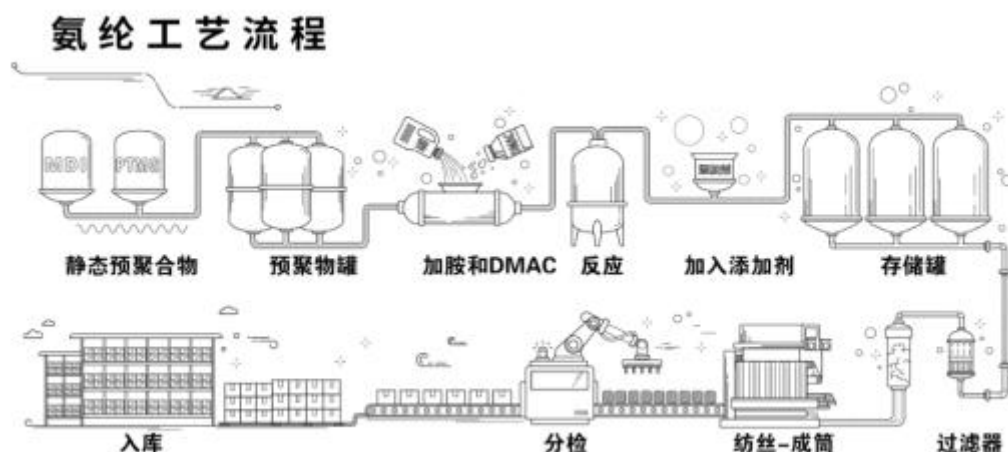 氨纶工艺流程
MDI
PTMG
静态预聚合物
预聚物罐
加胺和DMAC
反应
加入添加剂
存储罐
入库
分检
纺丝-成筒
过滤器